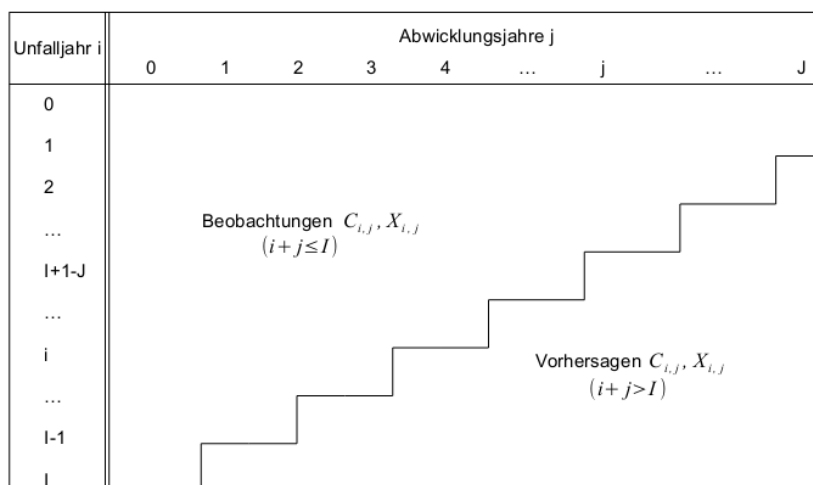 Abwicklungsjahre j
Unfalljahr i
0 1 2 3 4 … j … J
0
1
2
Beobachtungen C_{i,j}, X_{i,j}
…
(i+j≤I)
I+1-J
…
i
Vorhersagen C_{i,j}, X_{i,j}
(i+j>I)
…
I-1
I